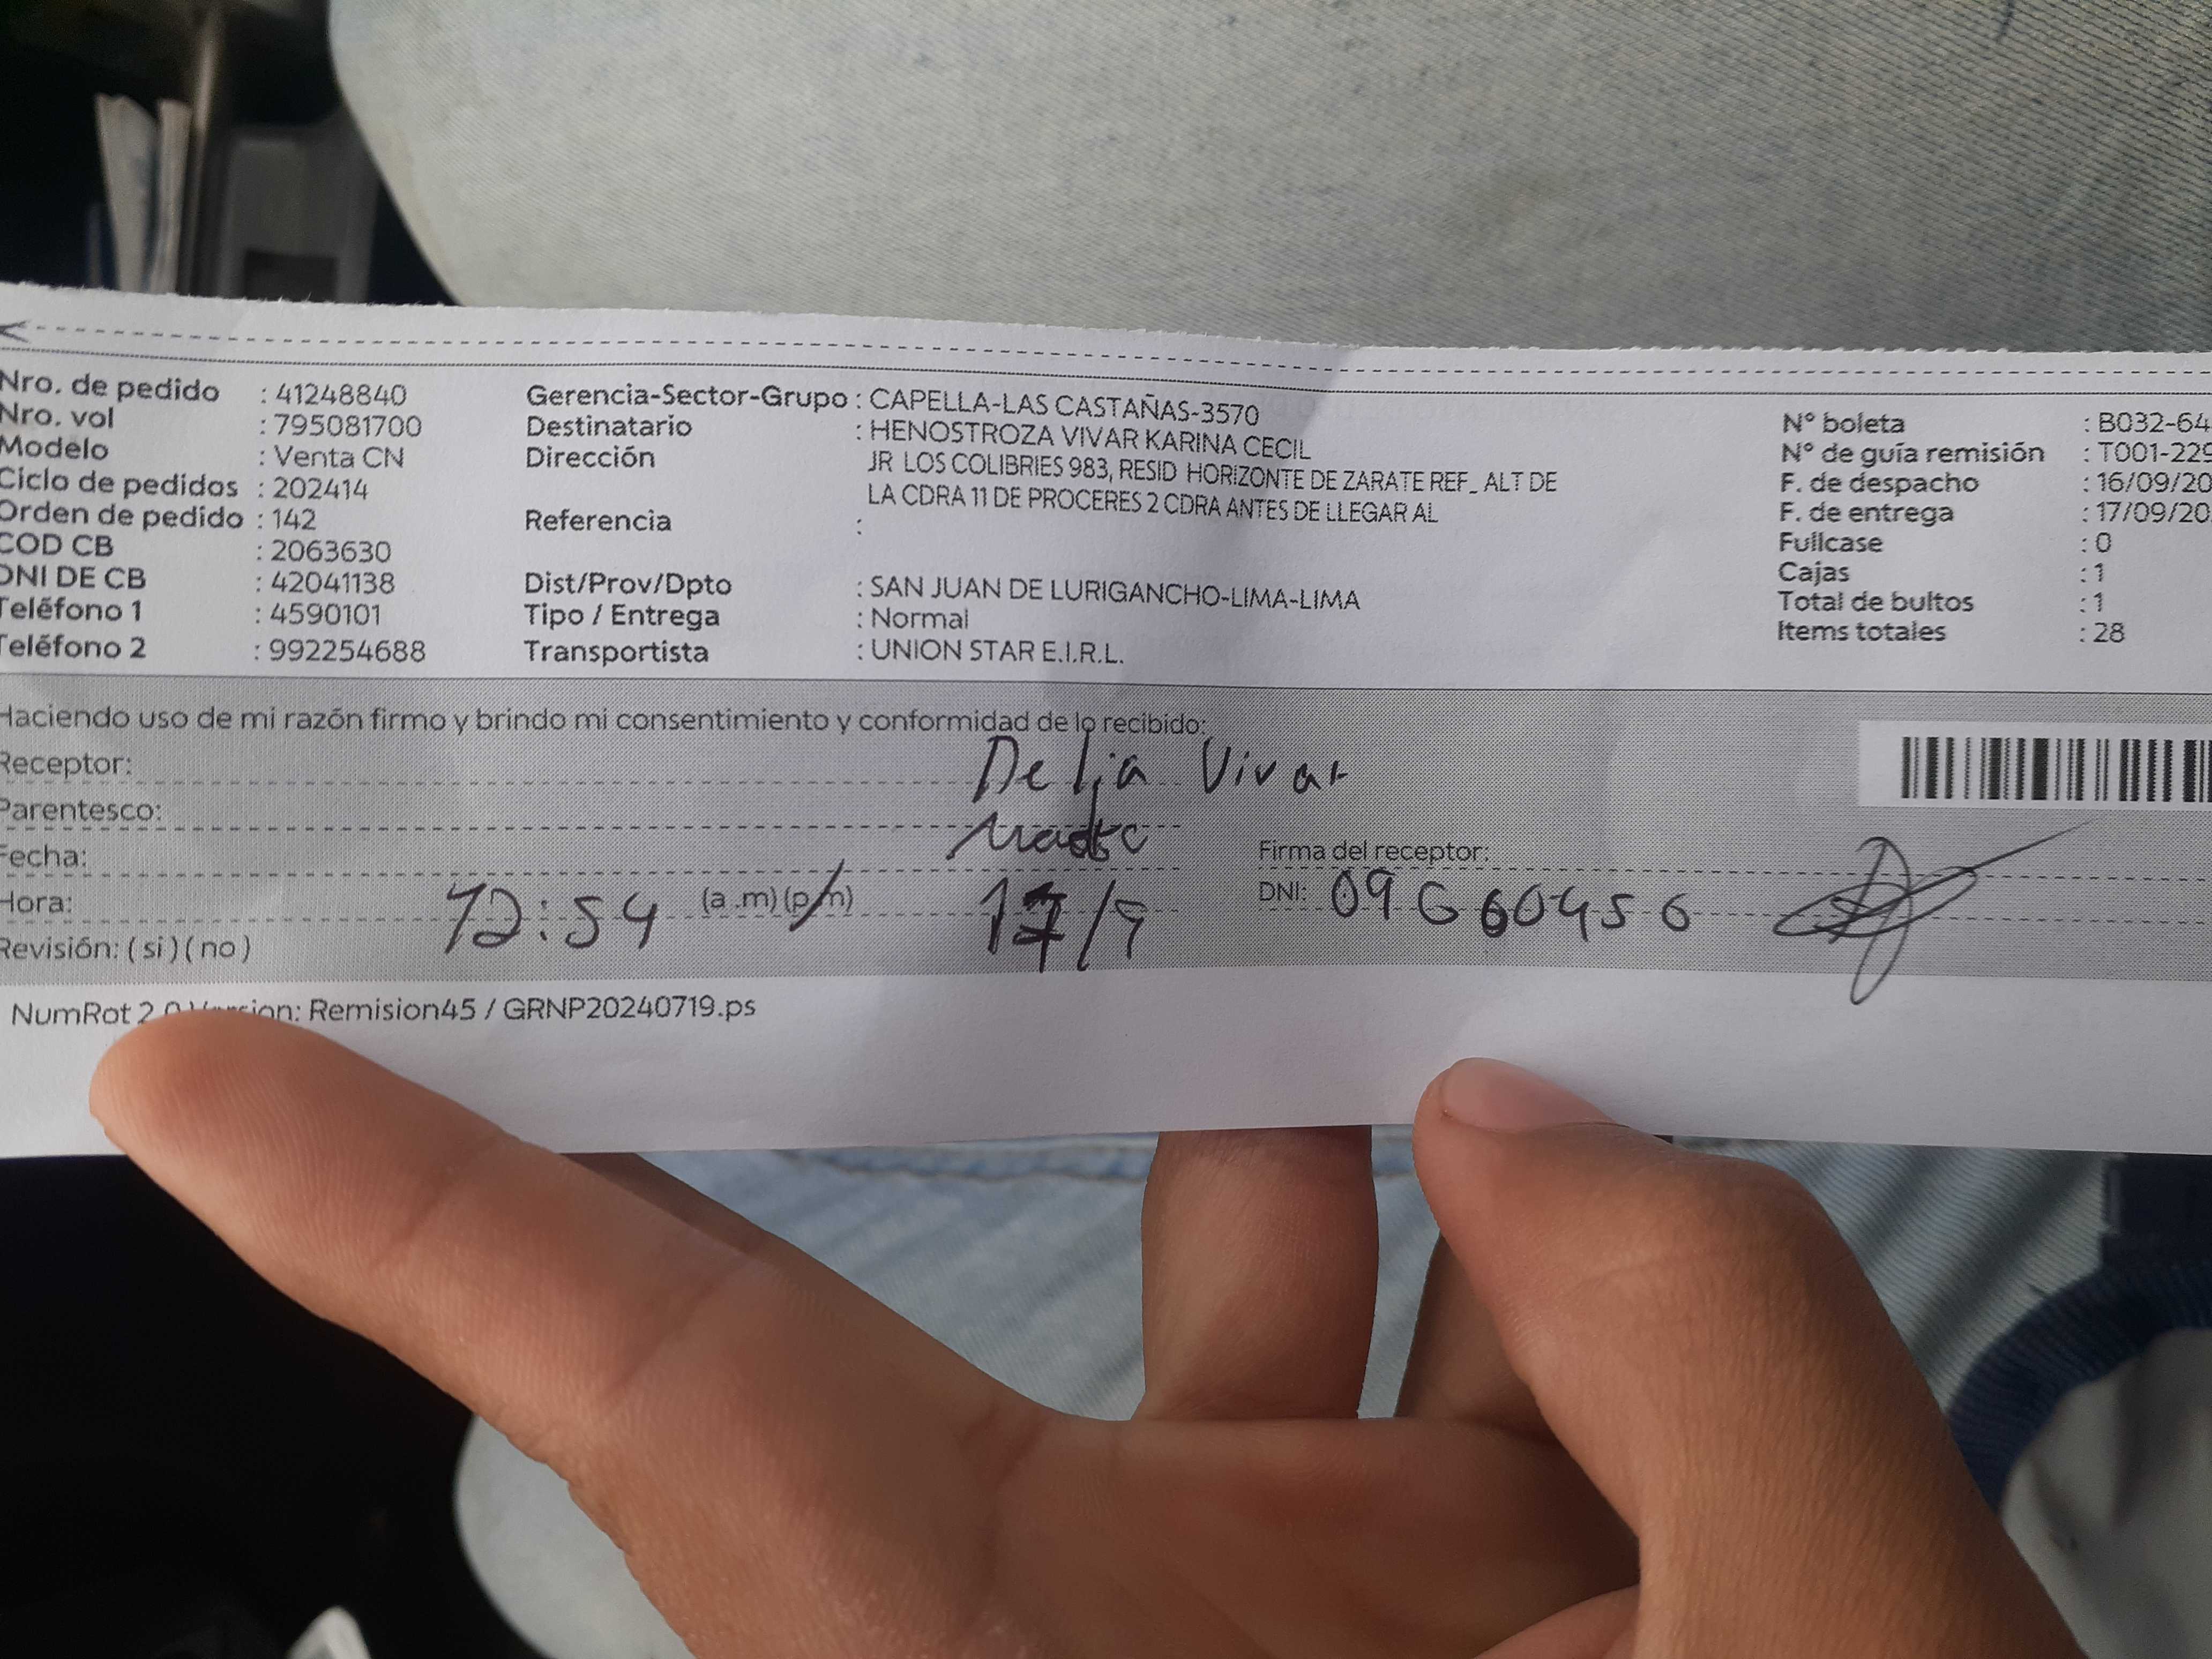 Nro. de pedido : 41248840
Nro. vol : 795081700
Modelo : Venta CN
Ciclo de pedidos : 202414
Orden de pedido : 142
COD CB : 2063630
DNI DE CB : 42041138
Teléfono 1 : 4590101
Teléfono 2 : 992254688
Gerencia-Sector-Grupo : CAPELLA-LAS CASTAÑAS-3570
Destinatario : HENOSTROZA VIVAR KARINA CECIL
Dirección JR LOS COLIBRIES 983, RESID HORIZONTE DE ZARATE REF_ ALT DE
LA CDRA 11 DE PROCERES 2 CDRA ANTES DE LLEGAR AL
Referencia :
Dist/Prov/Dpto : SAN JUAN DE LURIGANCHO-LIMA-LIMA
Tipo / Entrega : Normal
Transportista : UNION STAR E.I.R.L.
N° boleta : B032-64
N° de guía remisión : T001-229
F. de despacho : 16/09/20
F. de entrega : 17/09/20
Fullcase : 0
Cajas : 1
Total de bultos : 1
Items totales : 28
Haciendo uso de mi razón firmo y brindo mi consentimiento y conformidad de lo recibido:
Receptor: Delia Vivar
Parentesco:
Fecha: 17/9
Hora: 12:54 (a .m) (p/m)
Revisión: ( si ) ( no )
Firma del receptor:
DNI: 09660456
NumRot 2.0 Version: Remision45 / GRNP20240719.ps